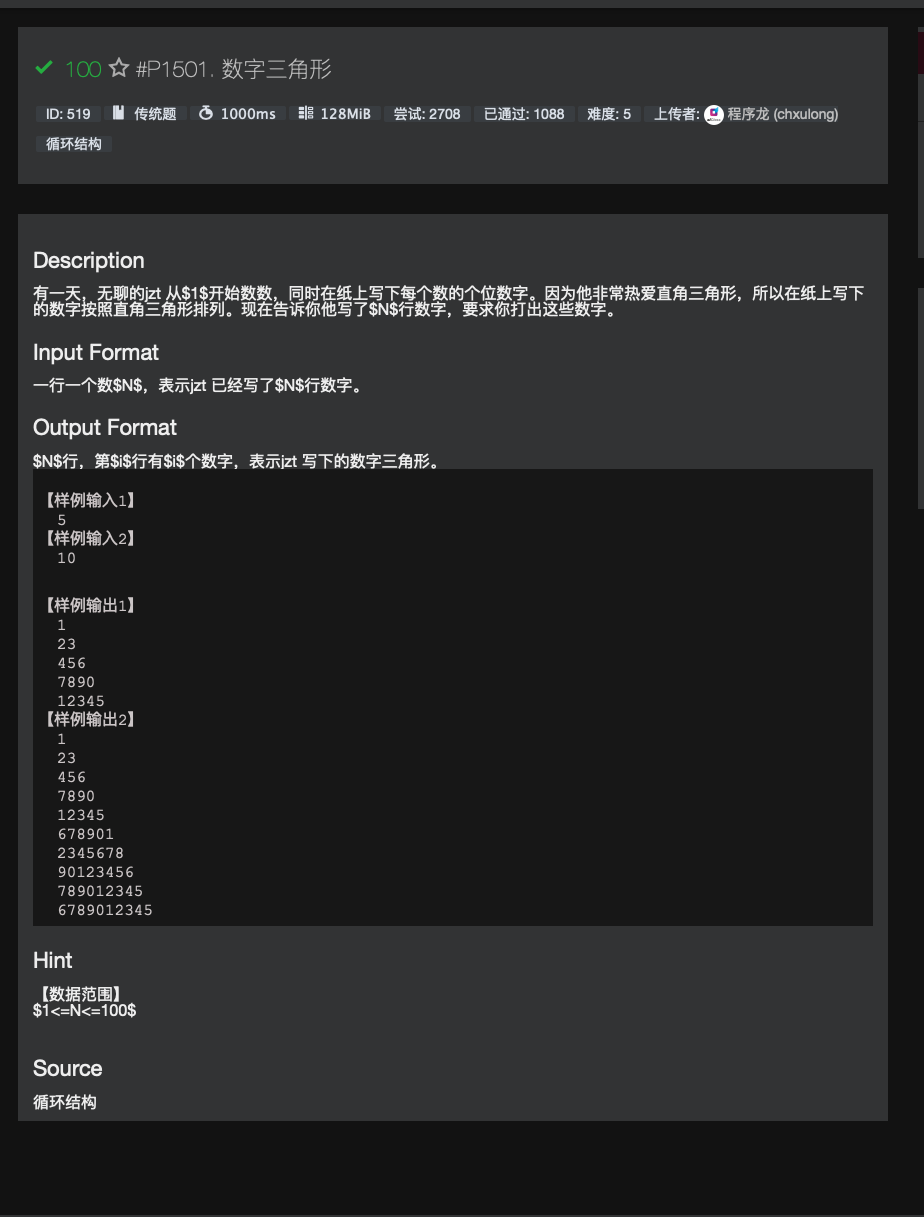 100 #P1501. 数字三角形
ID: 519 传统题 1000ms 128MiB 尝试: 2708 已通过: 1088 难度: 5 上传者: 程序龙 (chxulong)
循环结构
Description
有一天，无聊的jzt 从$1$开始数数，同时在纸上写下每个数的个位数字。因为他非常热爱直角三角形，所以在纸上写下
的数字按照直角三角形排列。现在告诉你他写了$N$行数字，要求你打出这些数字。
Input Format
一行一个数$N$，表示jzt 已经写了$N$行数字。
Output Format
$N$行，第$i$行有$i$个数字，表示jzt 写下的数字三角形。
【样例输入1】
5
【样例输入2】
10
【样例输出1】
1
23
456
7890
12345
【样例输出2】
1
23
456
7890
12345
678901
2345678
90123456
789012345
6789012345
Hint
【数据范围】
$1<=N<=100$
Source
循环结构